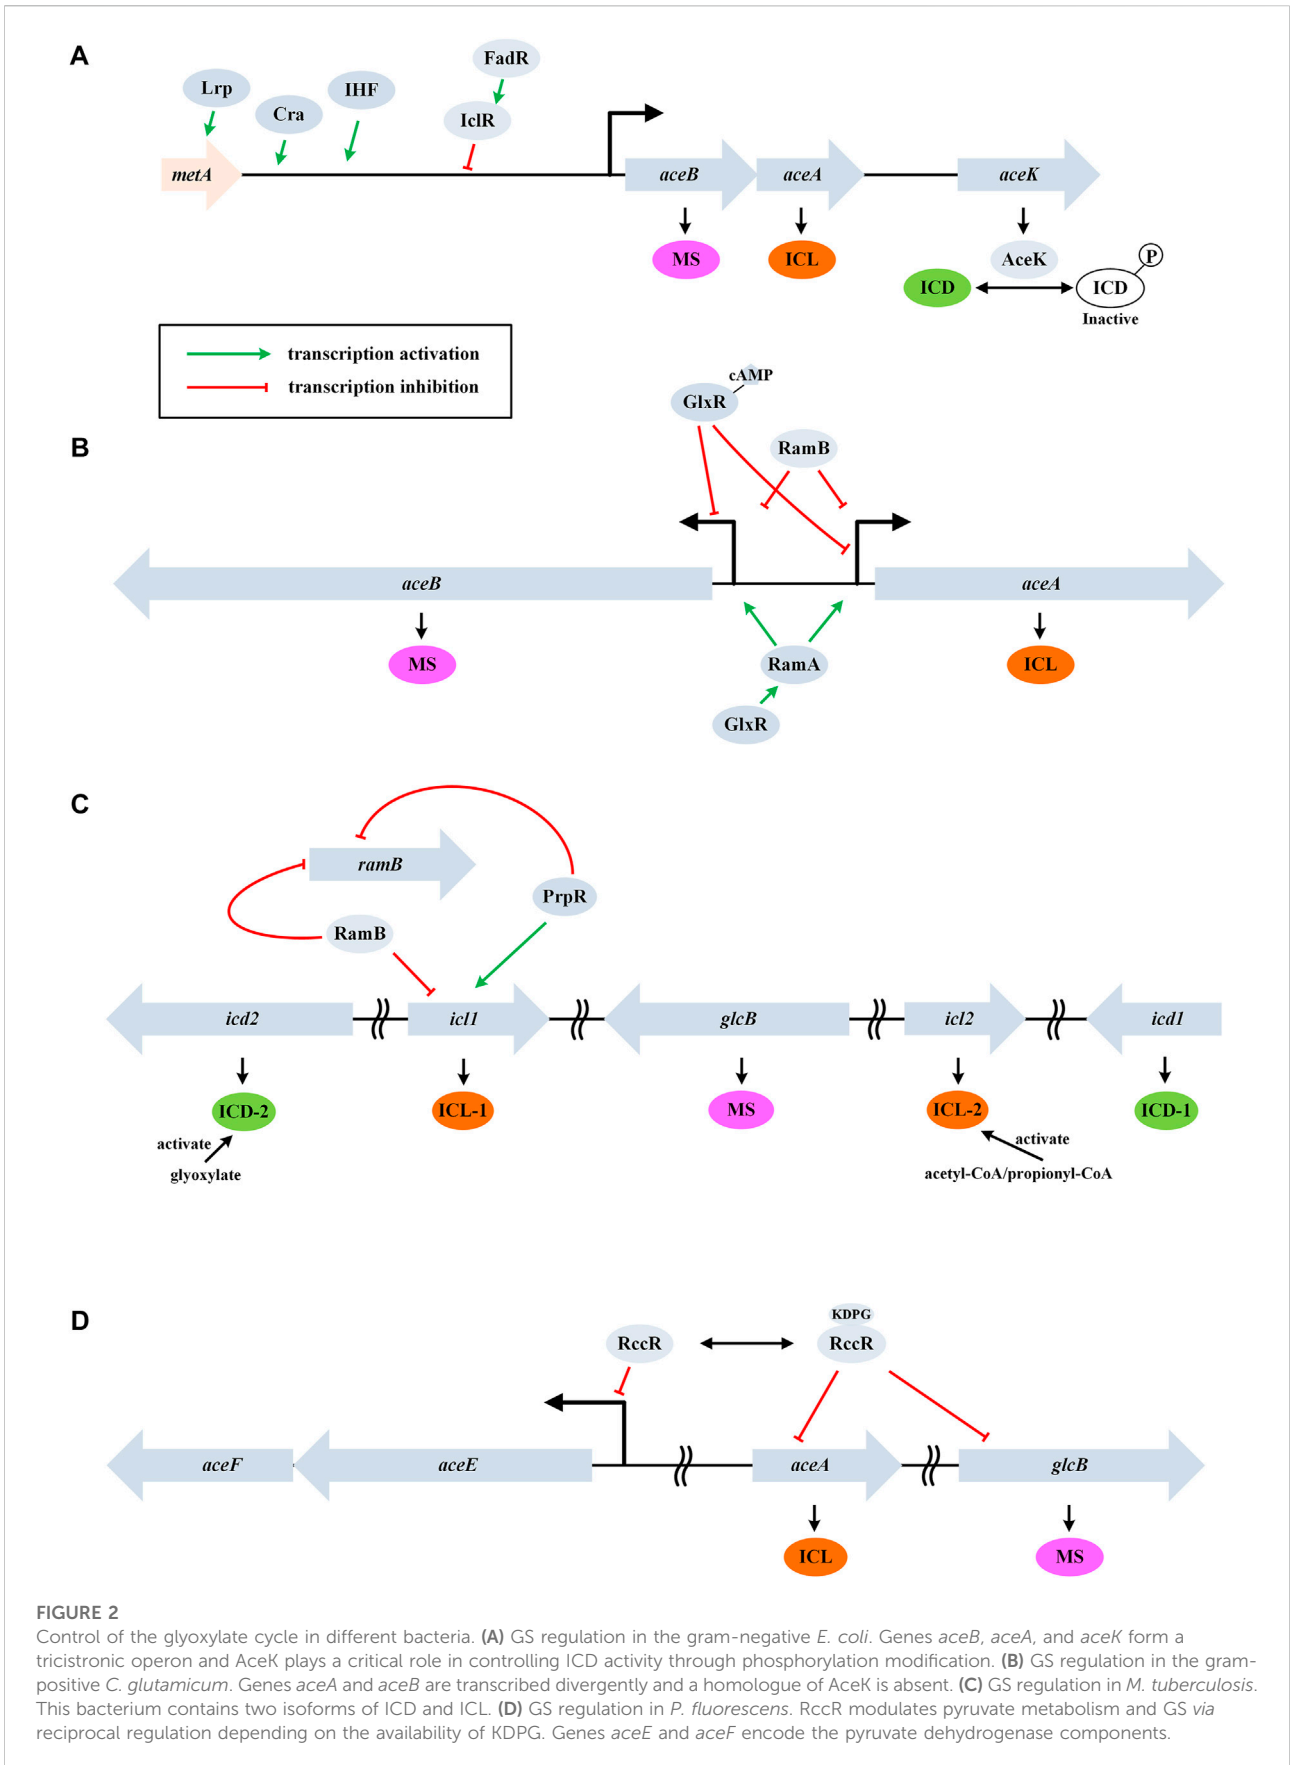 A
FadR
Lrp
IHF
Cra
IclR
metA
aceB
aceA
aceK
MS
ICL
AceK
P
ICD
ICD
Inactive
transcription activation
transcription inhibition
cAMP
GlxR
B
RamB
aceB
aceA
MS
RamA
ICL
GlxR
C
ramB
PrpR
RamB
icd2
icl1
glcB
icl2
icd1
ICD-2
ICL-1
MS
ICL-2
ICD-1
activate
activate
glyoxylate
acetyl-CoA/propionyl-CoA
D
KDPG
RccR
RccR
aceF
aceE
aceA
glcB
ICL
MS
FIGURE 2
Control of the glyoxylate cycle in different bacteria. (A) GS regulation in the gram-negative E. coli. Genes aceB, aceA, and aceK form a
tricistronic operon and AceK plays a critical role in controlling ICD activity through phosphorylation modification. (B) GS regulation in the gram-
positive C. glutamicum. Genes aceA and aceB are transcribed divergently and a homologue of AceK is absent. (C) GS regulation in M. tuberculosis.
This bacterium contains two isoforms of ICD and ICL. (D) GS regulation in P. fluorescens. RccR modulates pyruvate metabolism and GS via
reciprocal regulation depending on the availability of KDPG. Genes aceE and aceF encode the pyruvate dehydrogenase components.